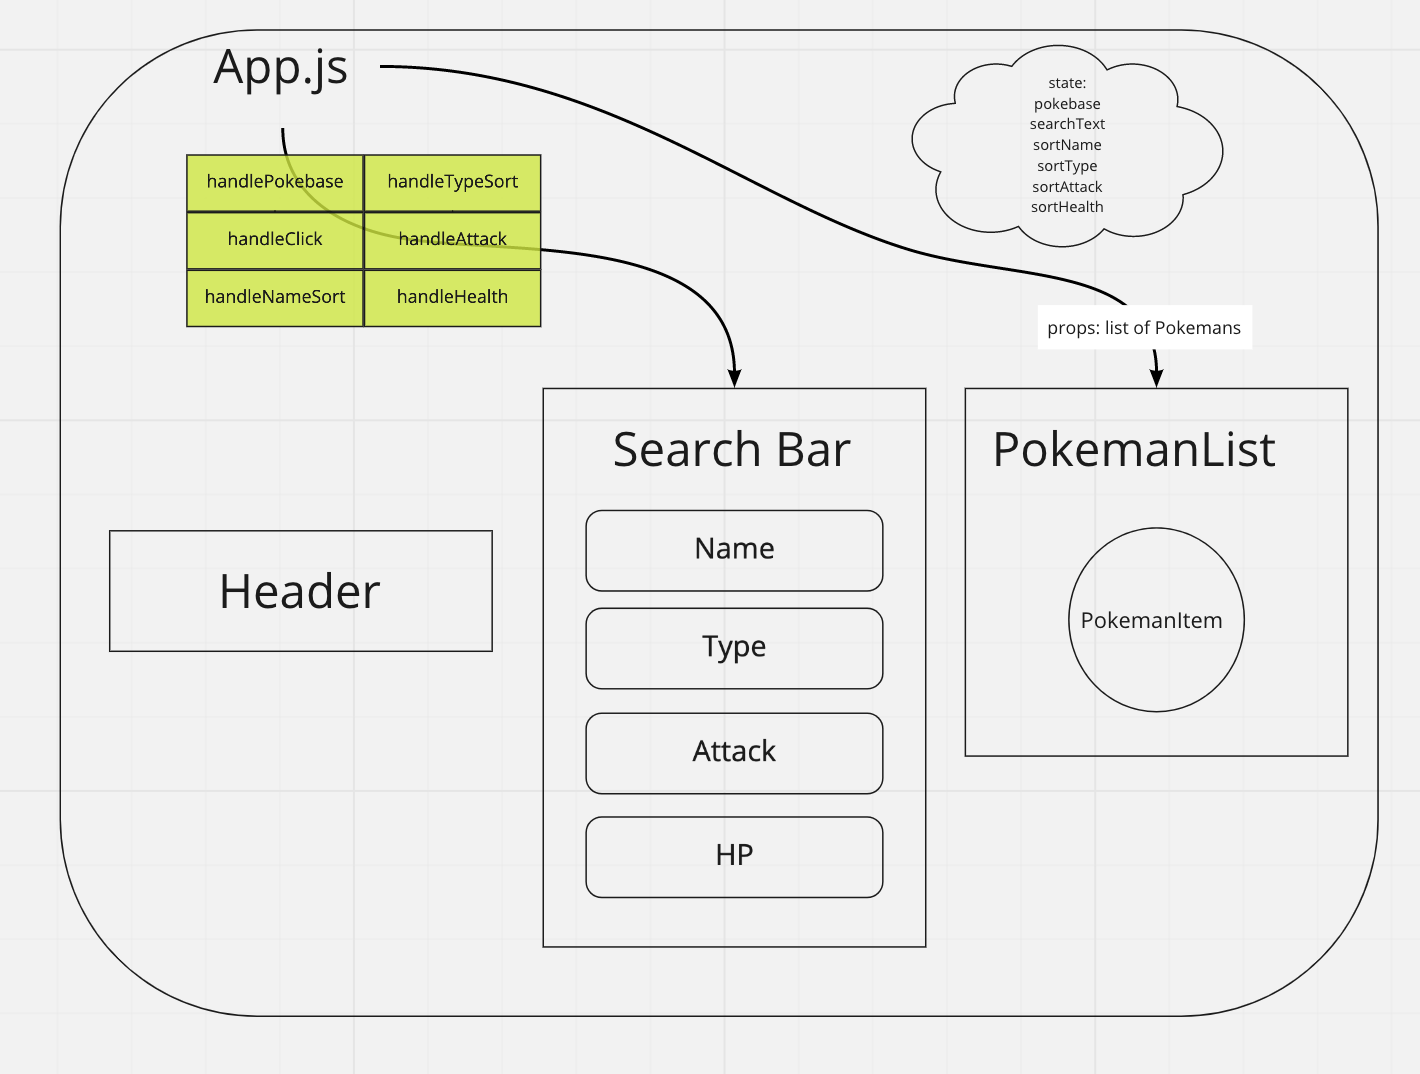 App.js
state:
pokebase
searchText
sortName
sortType
sortAttack
sortHealth
handlePokebase
handleTypeSort
handleClick
handleAttack
handleNameSort
handleHealth
props: list of Pokemans
Search Bar
Name
Type
Attack
HP
PokemanList
PokemanItem
Header